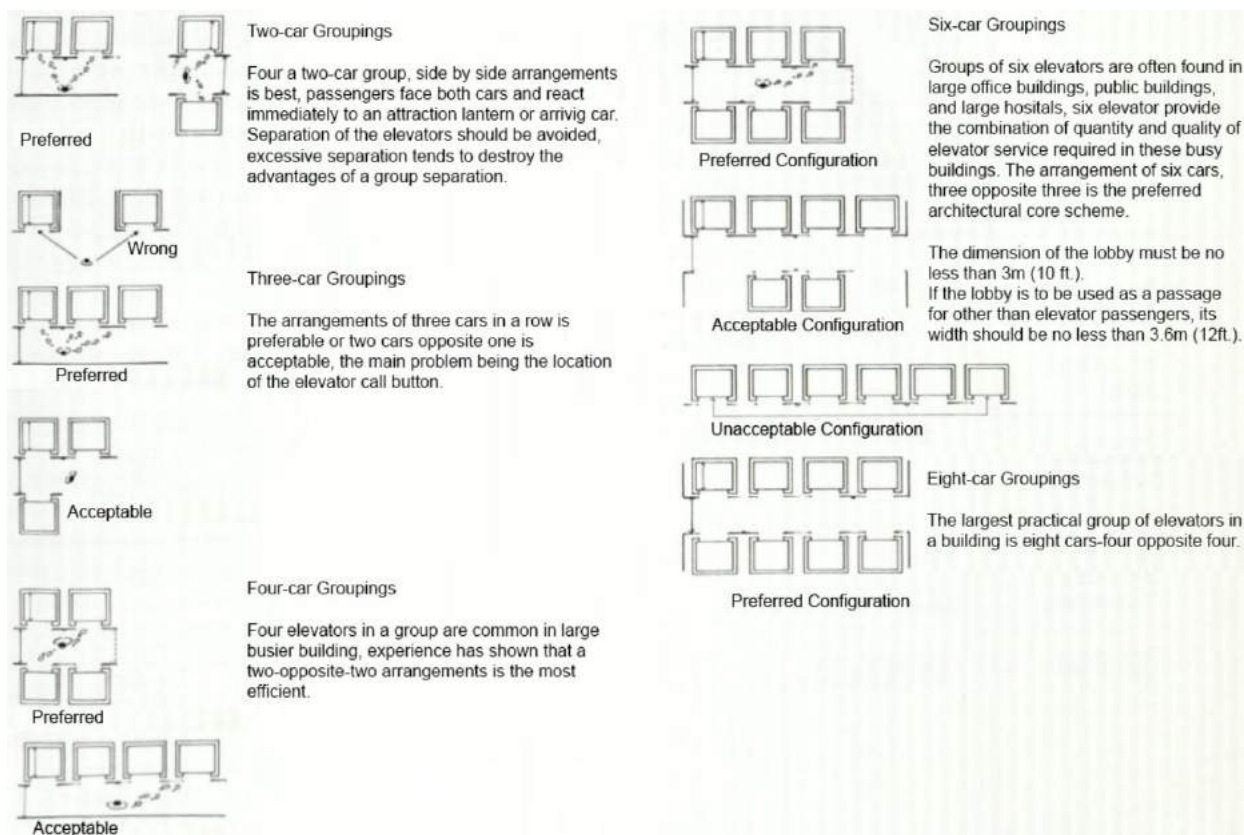 Two-car Groupings
Four a two-car group, side by side arrangements
is best, passengers face both cars and react
immediately to an attraction lantern or arrivig car.
Separation of the elevators should be avoided,
excessive separation tends to destroy the
advantages of a group separation.
Preferred
Wrong
Three-car Groupings
The arrangements of three cars in a row is
preferable or two cars opposite one is
acceptable, the main problem being the location
of the elevator call button.
Preferred
Acceptable
Four-car Groupings
Four elevators in a group are common in large
busier building, experience has shown that a
two-opposite-two arrangements is the most
efficient.
Preferred
Acceptable
Six-car Groupings
Groups of six elevators are often found in
large office buildings, public buildings,
and large hositals, six elevator provide
the combination of quantity and quality of
elevator service required in these busy
buildings. The arrangement of six cars,
three opposite three is the preferred
architectural core scheme.
The dimension of the lobby must be no
less than 3m (10 ft.).
If the lobby is to be used as a passage
for other than elevator passengers, its
width should be no less than 3.6m (12ft.).
Preferred Configuration
Acceptable Configuration
Unacceptable Configuration
Eight-car Groupings
The largest practical group of elevators in
a building is eight cars-four opposite four.
Preferred Configuration